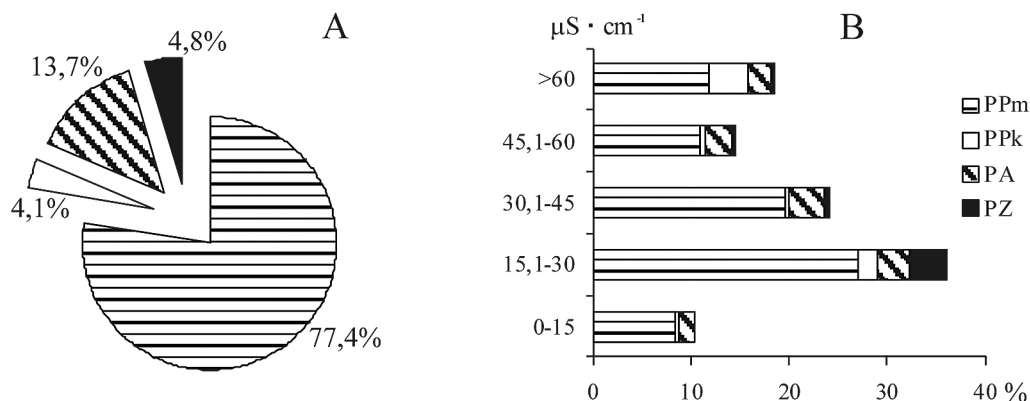 A
4,8%
13,7%
4,1%
77,4%
µS · cm⁻¹
B
>60
45,1-60
30,1-45
15,1-30
0-15
0 10 20 30 40 %
PPm
PPk
PA
PZ